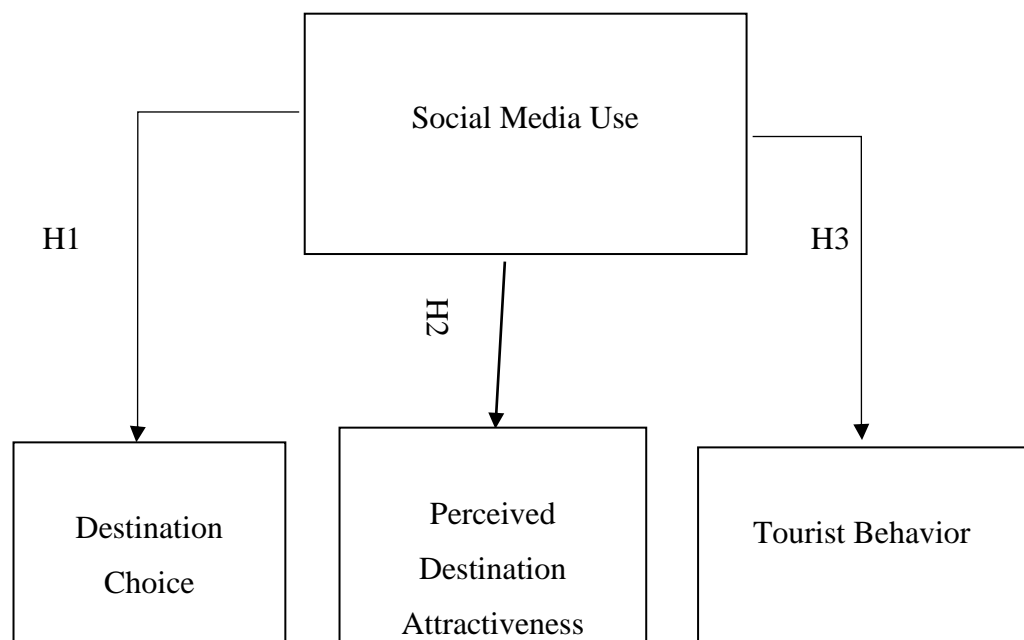 Social Media Use
H1
H3
H2
Destination
Choice
Perceived
Destination
Attractiveness
Tourist Behavior